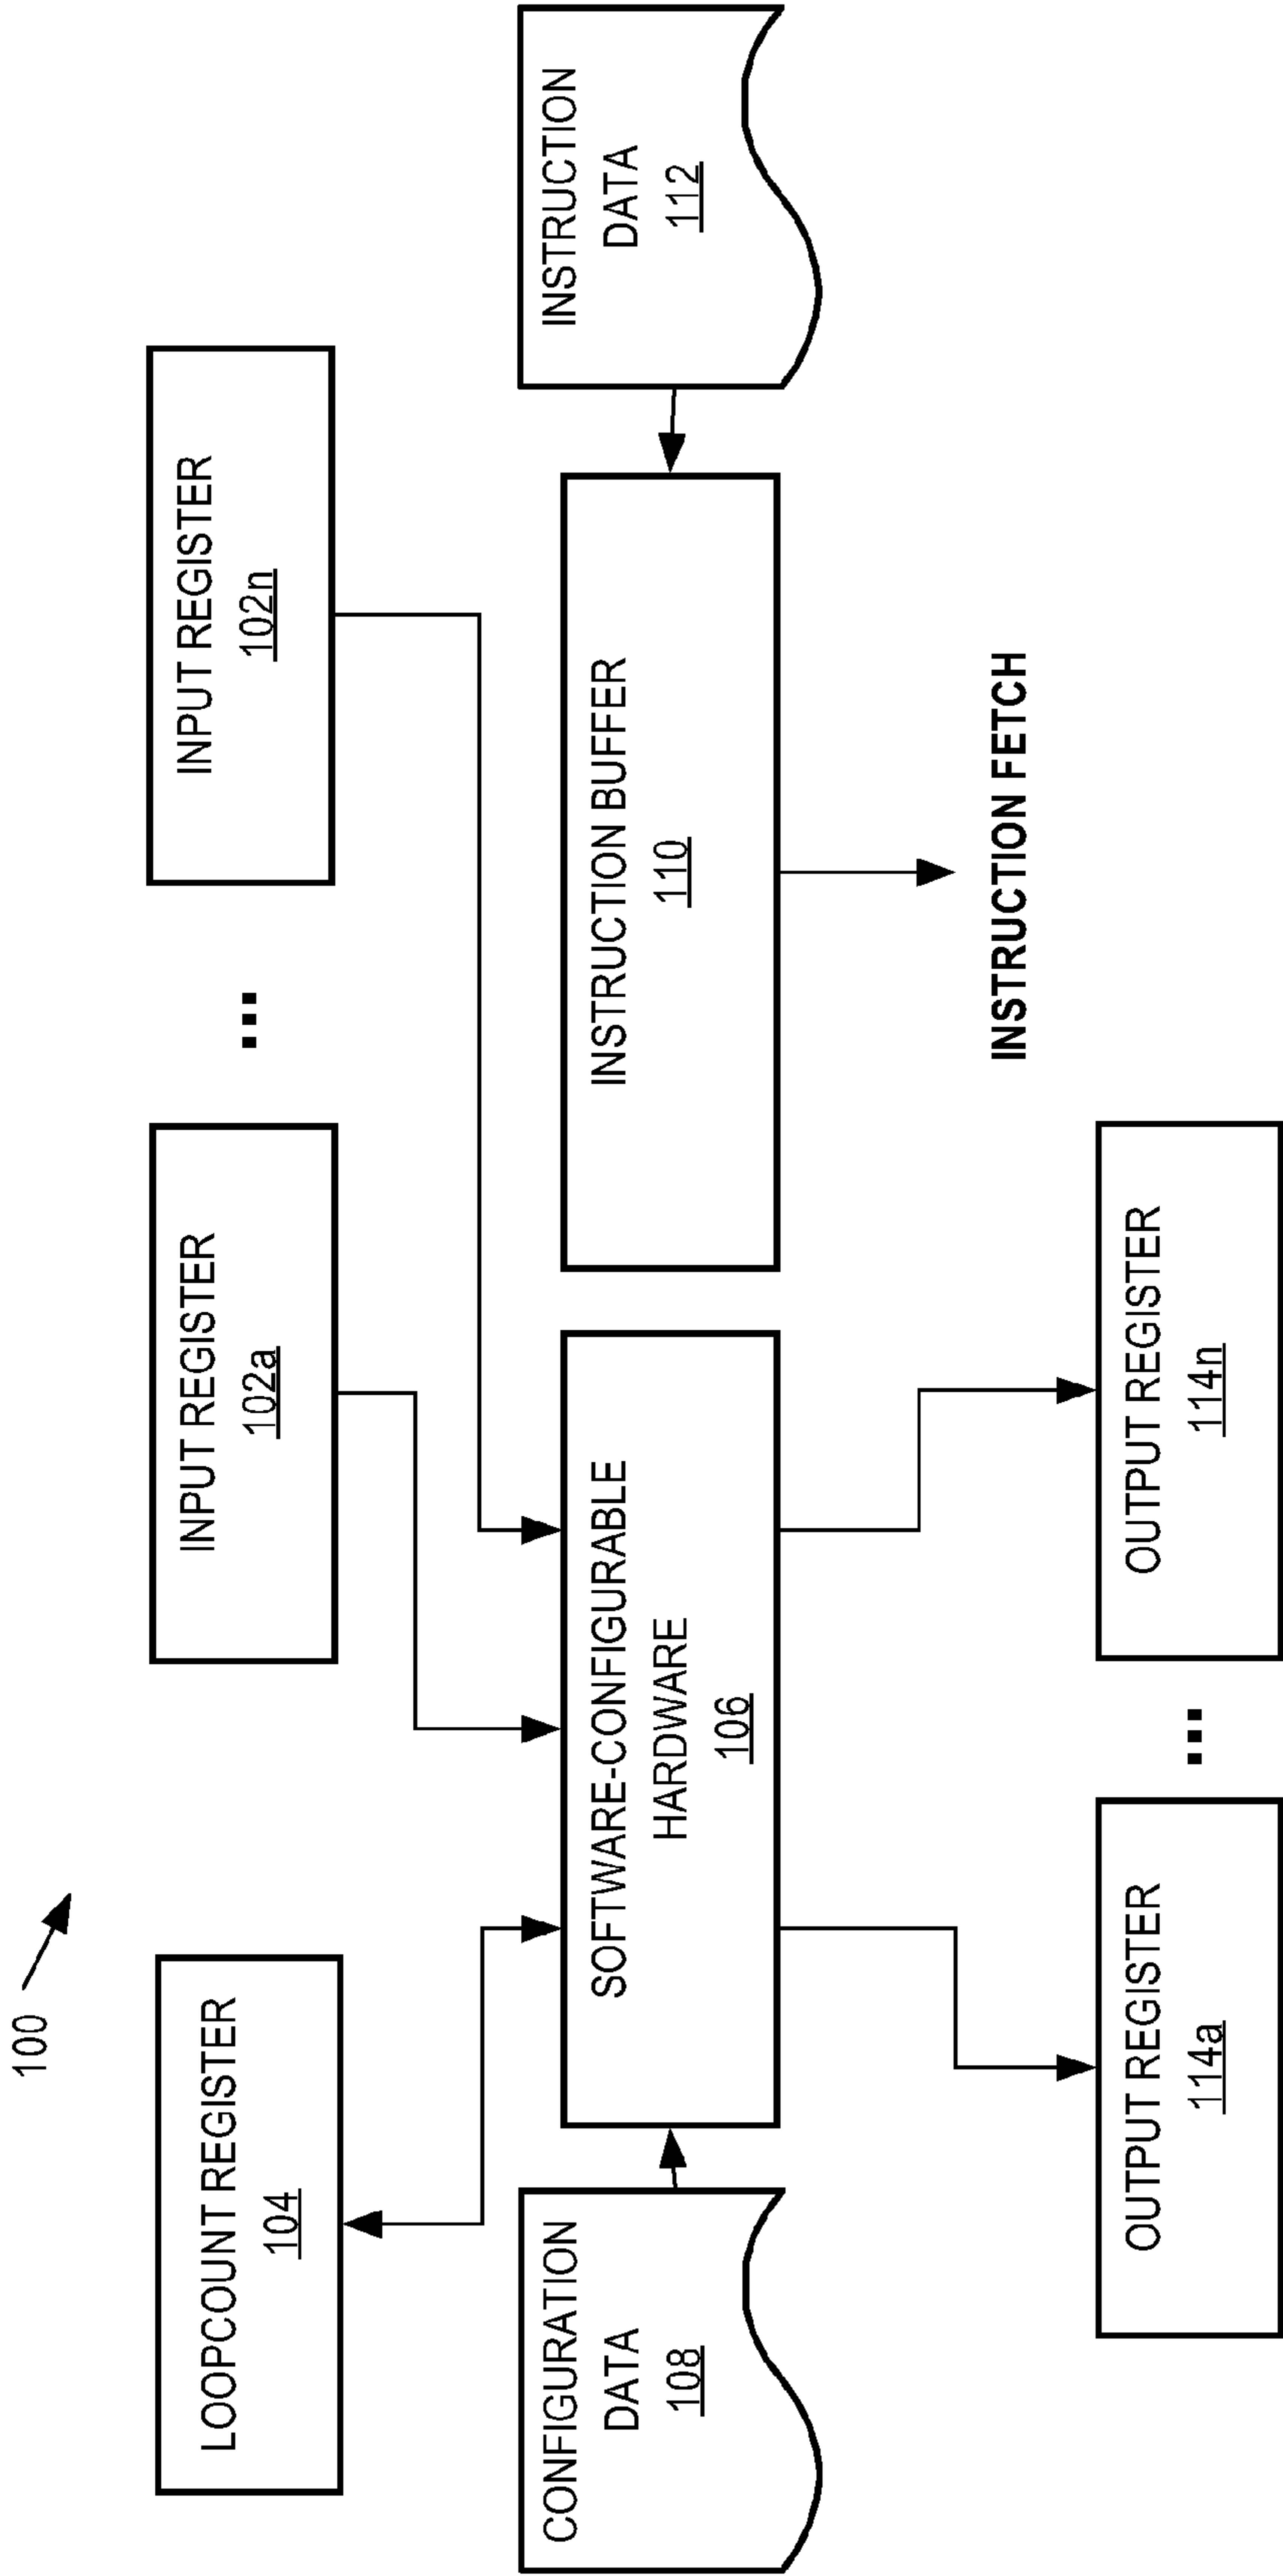 100
LOOPCOUNT REGISTER
104
INPUT REGISTER
102a
...
INPUT REGISTER
102n
CONFIGURATION
DATA
108
SOFTWARE-CONFIGURABLE
HARDWARE
106
INSTRUCTION BUFFER
110
INSTRUCTION
DATA
112
INSTRUCTION FETCH
OUTPUT REGISTER
114a
...
OUTPUT REGISTER
114n